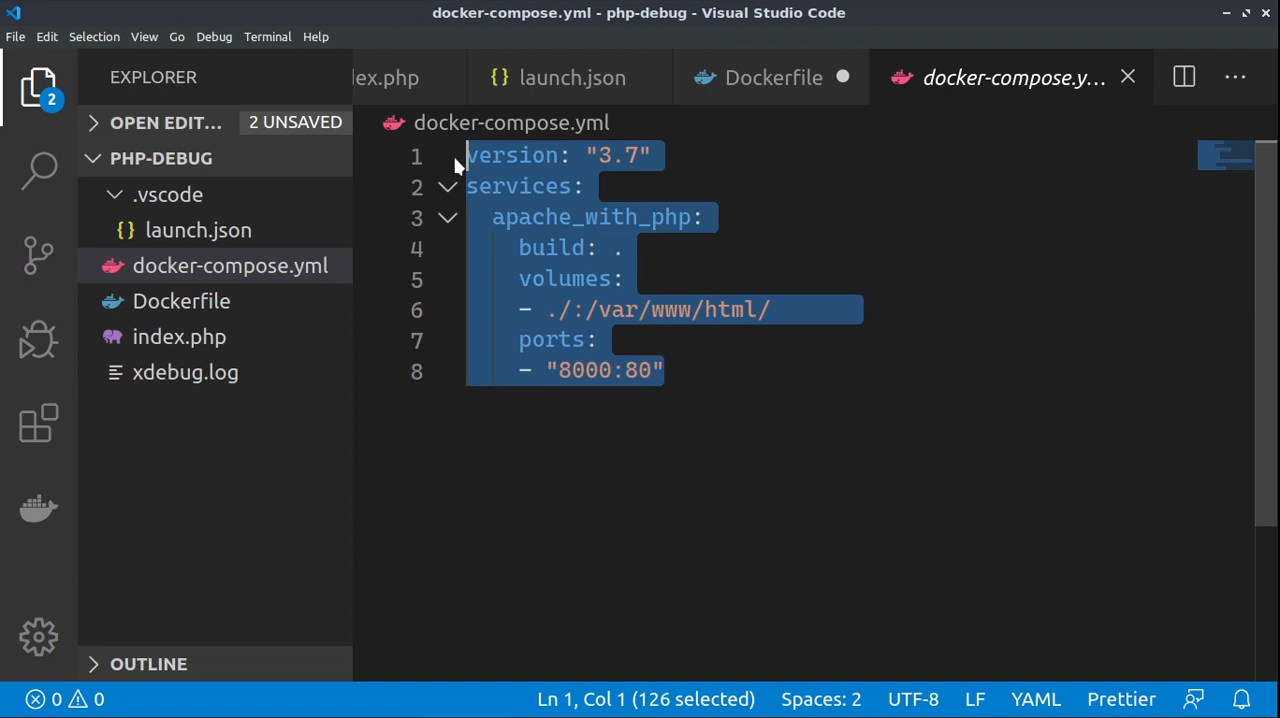 docker-compose.yml - php-debug - Visual Studio Code
File Edit Selection View Go Debug Terminal Help
EXPLORER
ex.php
{} launch.json
Dockerfile
docker-compose.y...
2
OPEN EDIT...
2 UNSAVED
docker-compose.yml
PHP-DEBUG
.vscode
{} launch.json
docker-compose.yml
Dockerfile
index.php
xdebug.log
1 version: "3.7"
2 services:
3 apache_with_php:
4 build: .
5 volumes:
6 - ./:/var/www/html/
7 ports:
8 - "8000:80"
OUTLINE
0 0
Ln 1, Col 1 (126 selected)
Spaces: 2
UTF-8
LF
YAML
Prettier